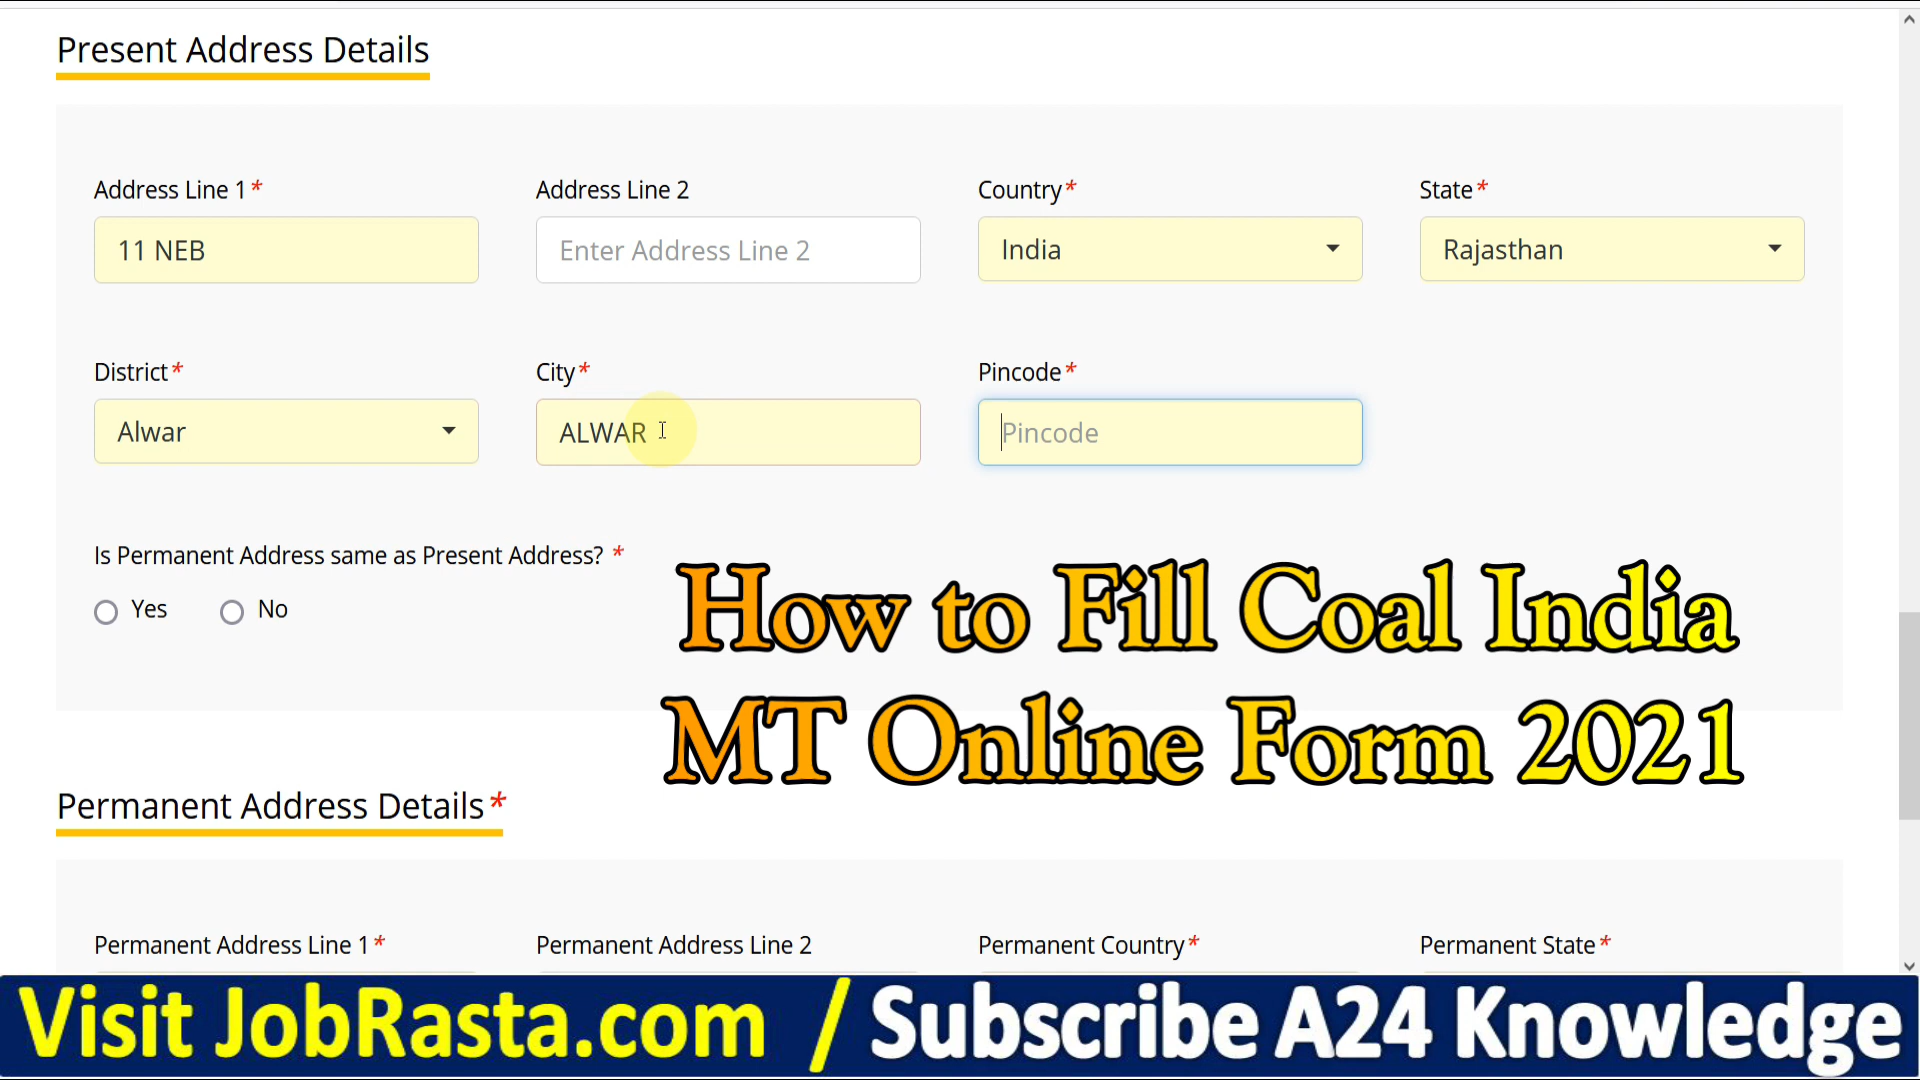 Present Address Details
Address Line 1* Address Line 2 Country* State*
11 NEB Enter Address Line 2 India Rajasthan
District* City* Pincode*
Alwar ALWAR Pincode
Is Permanent Address same as Present Address? *
Yes No
How to Fill Coal India
MT Online Form 2021
Permanent Address Details*
Permanent Address Line 1* Permanent Address Line 2 Permanent Country* Permanent State*
Visit JobRasta.com / Subscribe A24 Knowledge